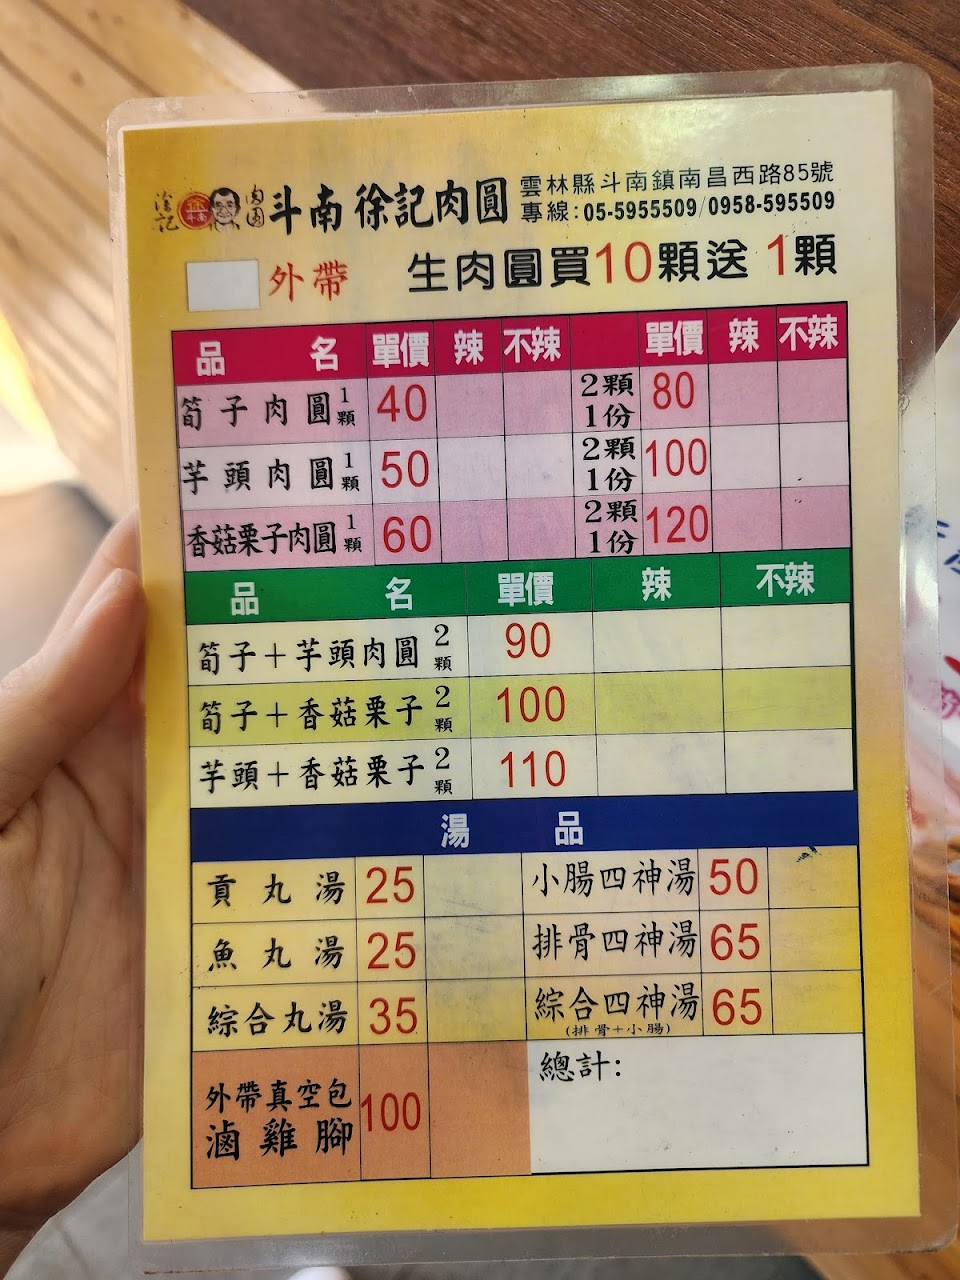 徐記 徐記斗南 肉圓 斗南 徐記肉圓
雲林縣斗南鎮南昌西路85號
專線:05-5955509/0958-595509
外帶 生肉圓買10顆送1顆
品名 單價 辣 不辣 單價 辣 不辣
筍子肉圓1顆 40 2顆1份 80
芋頭肉圓1顆 50 2顆1份 100
香菇栗子肉圓1顆 60 2顆1份 120
品名 單價 辣 不辣
筍子+芋頭肉圓2顆 90
筍子+香菇栗子2顆 100
芋頭+香菇栗子2顆 110
湯品
貢丸湯 25 小腸四神湯 50
魚丸湯 25 排骨四神湯 65
綜合丸湯 35 綜合四神湯 65
(排骨+小腸)
外帶真空包
滷雞腳 100
總計: